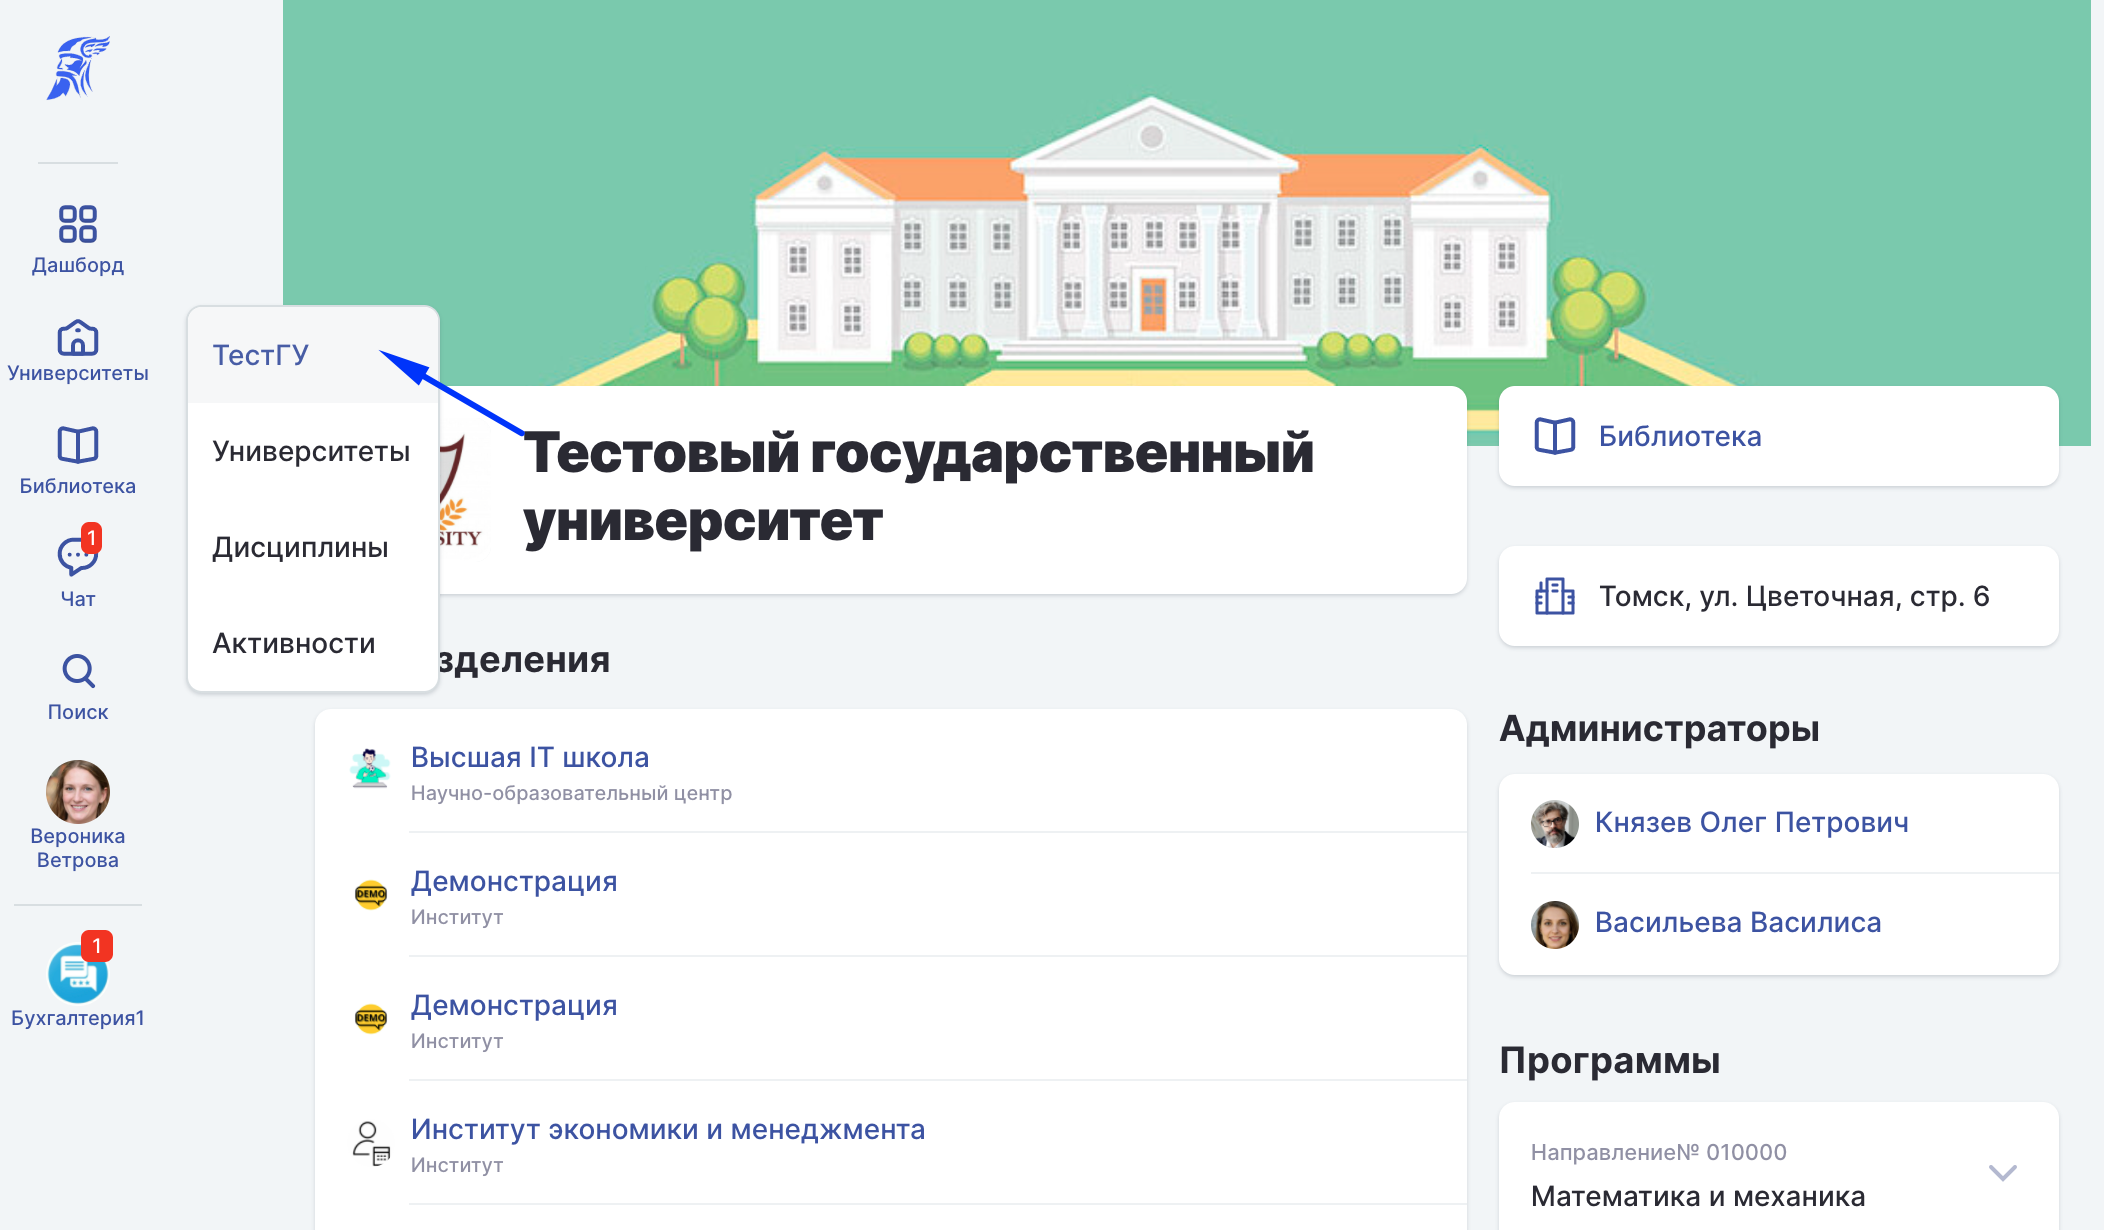 Дашборд
Университеты
Библиотека
1
Чат
Поиск
Вероника
Ветрова
1
Бухгалтерия1
ТестГУ
Университеты
Дисциплины
Активности
SITY
Тестовый государственный
университет
зделения
Высшая IT школа
Научно-образовательный центр
DEMO
Демонстрация
Институт
DEMO
Демонстрация
Институт
Институт экономики и менеджмента
Институт
Библиотека
Томск, ул. Цветочная, стр. 6
Администраторы
Князев Олег Петрович
Васильева Василиса
Программы
Направление№ 010000
Математика и механика